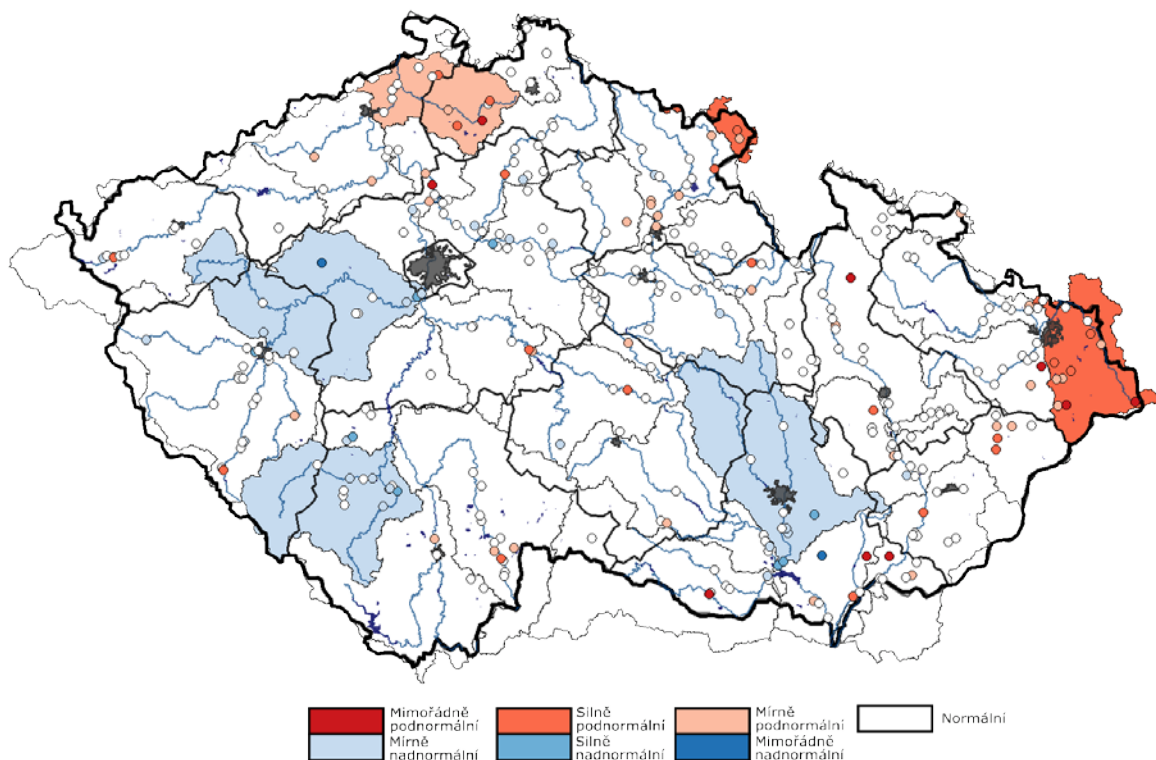 Mimořádně
podnormální
Silně
podnormální
Mírně
podnormální
Normální
Mírně
nadnormální
Silně
nadnormální
Mimořádně
nadnormální